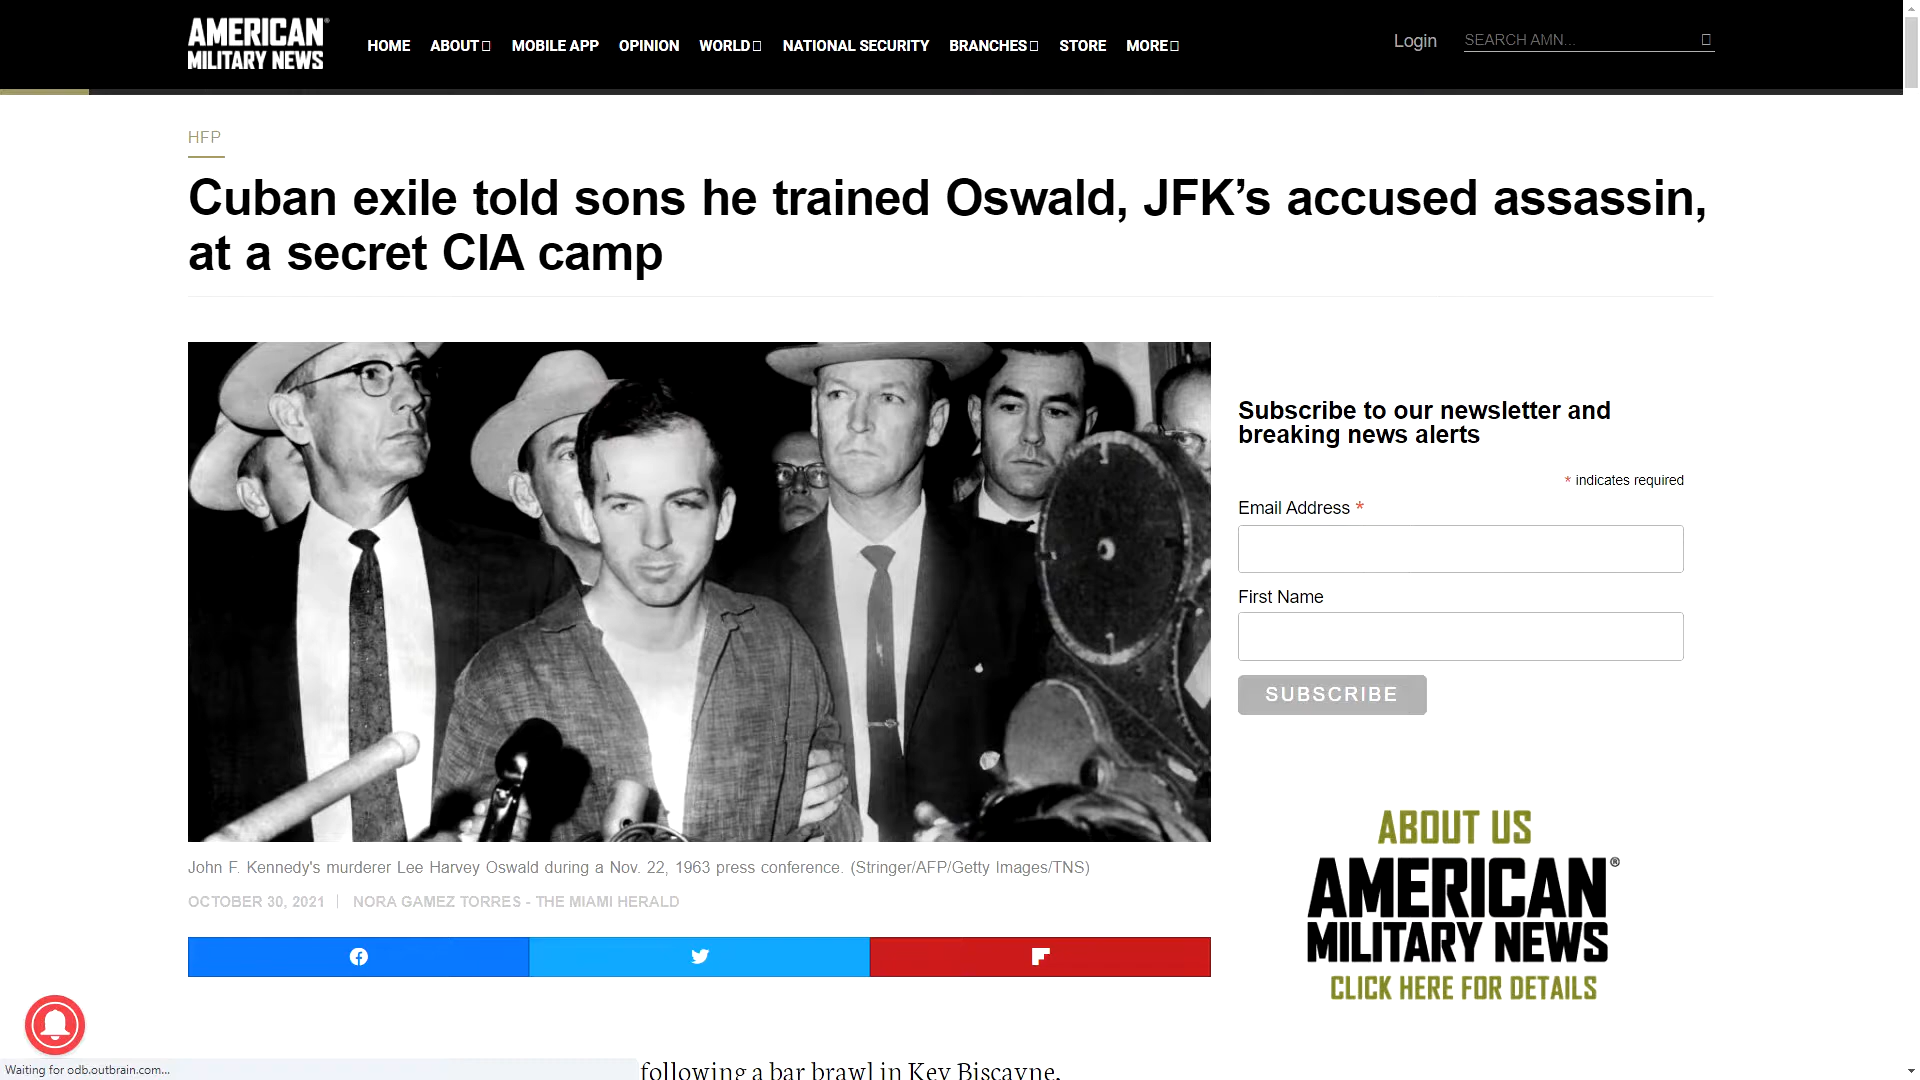 AMERICAN®
MILITARY NEWS
HOME ABOUT MOBILE APP OPINION WORLD NATIONAL SECURITY BRANCHES STORE MORE
Login
SEARCH AMN...
HFP
Cuban exile told sons he trained Oswald, JFK’s accused assassin,
at a secret CIA camp
Subscribe to our newsletter and
breaking news alerts
* indicates required
Email Address *
First Name
SUBSCRIBE
ABOUT US
AMERICAN®
MILITARY NEWS
CLICK HERE FOR DETAILS
John F. Kennedy's murderer Lee Harvey Oswald during a Nov. 22, 1963 press conference. (Stringer/AFP/Getty Images/TNS)
OCTOBER 30, 2021 | NORA GAMEZ TORRES - THE MIAMI HERALD
following a bar brawl in Key Biscayne.
Waiting for odb.outbrain.com...